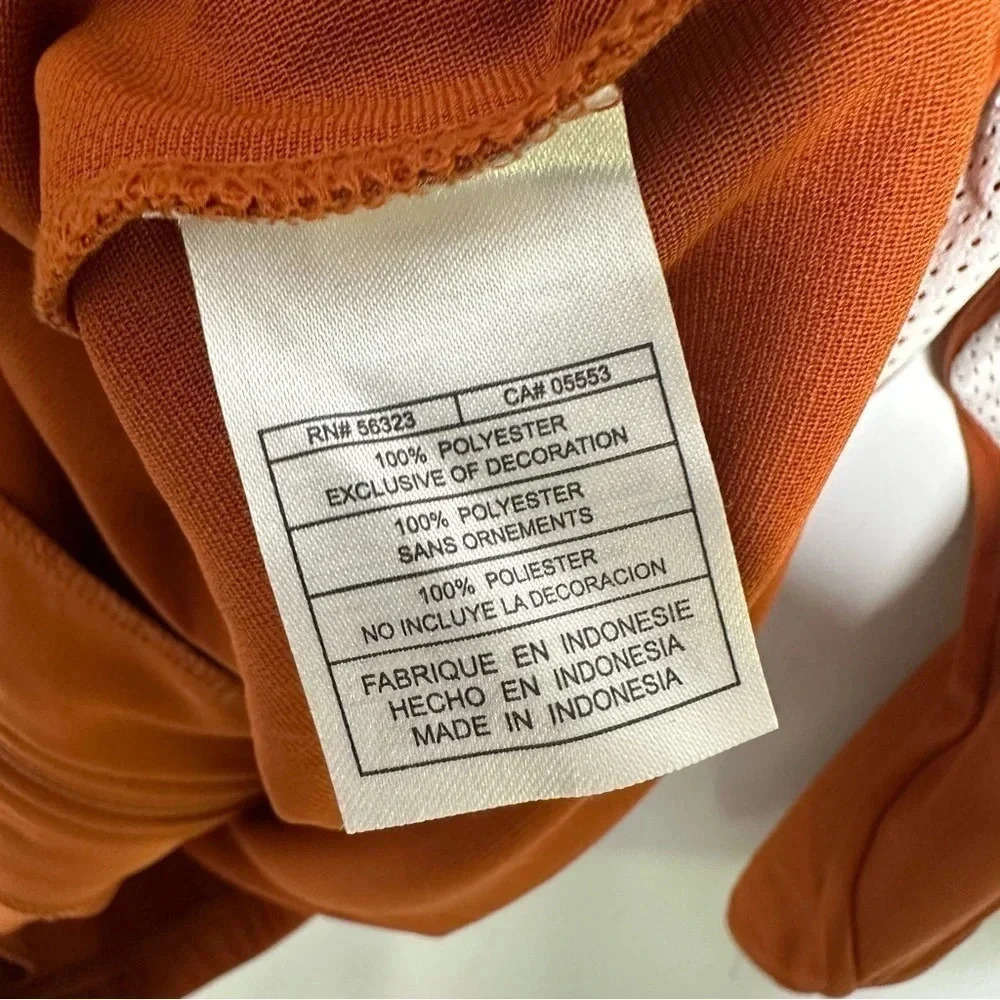 RN# 56323 CA# 05553
100% POLYESTER
EXCLUSIVE OF DECORATION
100% POLYESTER
SANS ORNEMENTS
100% POLIESTER
NO INCLUYE LA DECORACION
FABRIQUE EN INDONESIE
HECHO EN INDONESIA
MADE IN INDONESIA